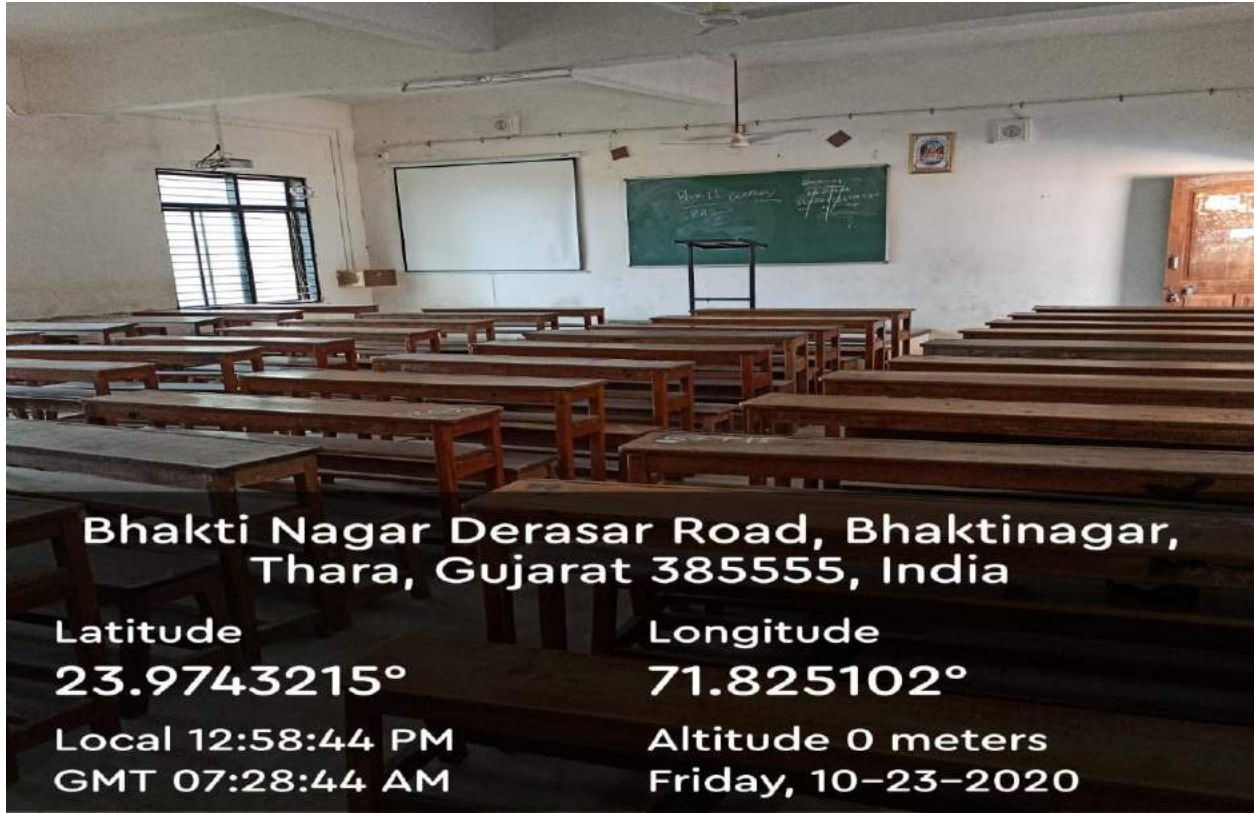 Bhakti Nagar Derasar Road, Bhaktinagar,
Thara, Gujarat 385555, India
Latitude
23.9743215°
Longitude
71.825102°
Local 12:58:44 PM
GMT 07:28:44 AM
Altitude 0 meters
Friday, 10-23-2020